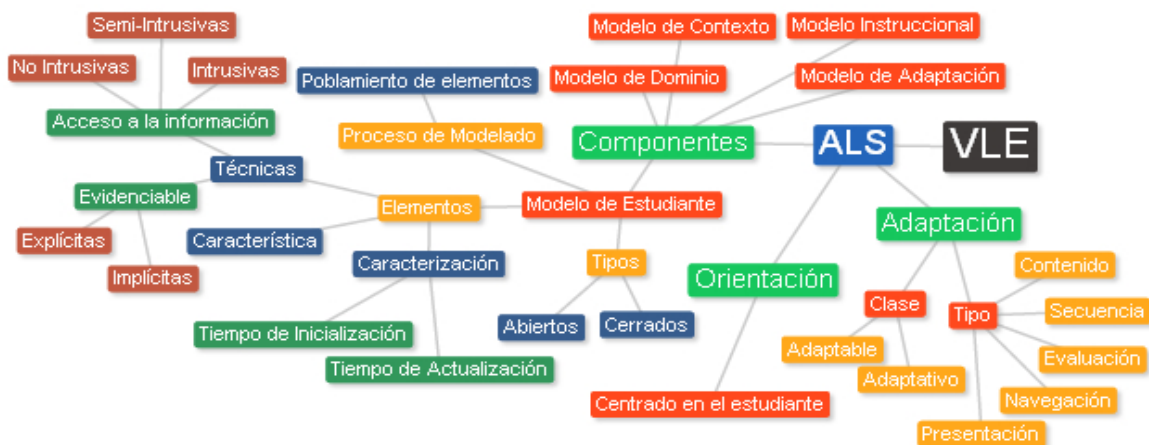 Semi-Intrusivas
Modelo de Contexto
Modelo Instruccional
No Intrusivas
Intrusivas
Poblamiento de elementos
Modelo de Dominio
Modelo de Adaptación
Acceso a la información
Proceso de Modelado
Componentes
ALS
VLE
Técnicas
Evidenciable
Elementos
Modelo de Estudiante
Adaptación
Explícitas
Característica
Caracterización
Tipos
Orientación
Contenido
Implícitas
Clase
Tipo
Secuencia
Tiempo de Inicialización
Abiertos
Cerrados
Adaptable
Evaluación
Tiempo de Actualización
Adaptativo
Centrado en el estudiante
Navegación
Presentación